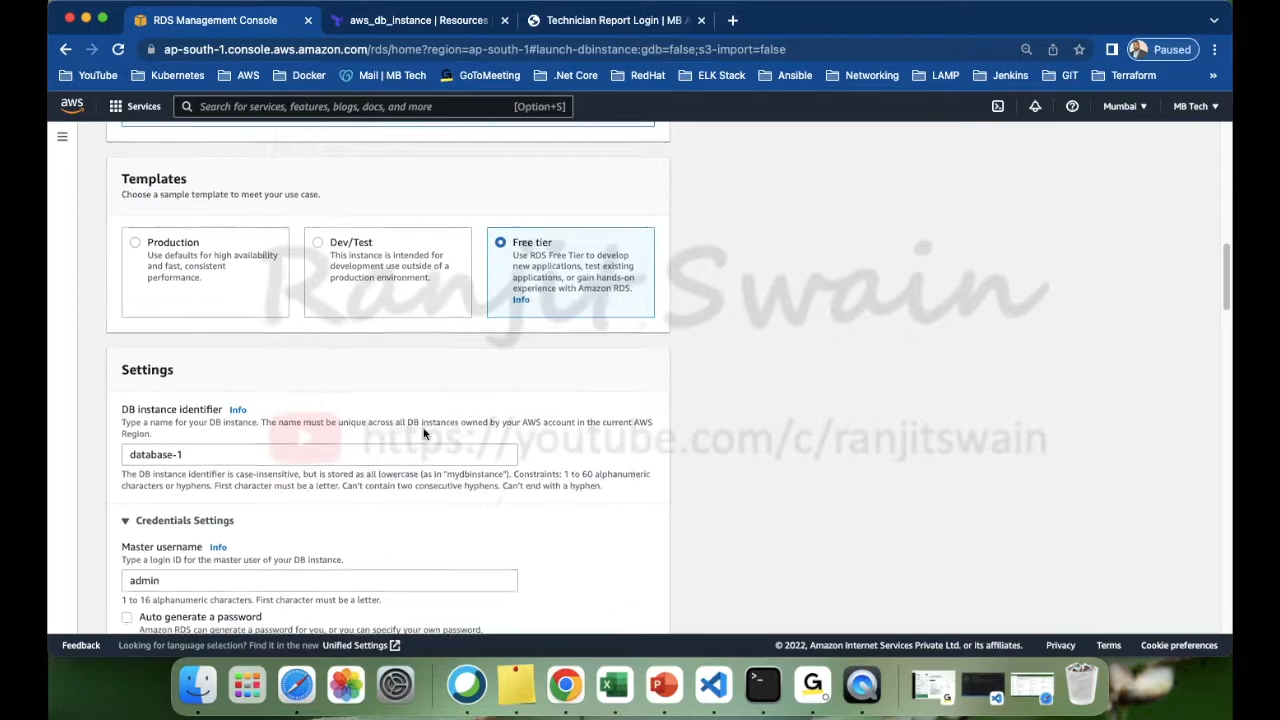 RDS Management Console
aws_db_instance | Resources
Technician Report Login | MB A
ap-south-1.console.aws.amazon.com/rds/home?region=ap-south-1#launch-dbinstance:gdb=false;s3-import=false
Paused
YouTube
Kubernetes
AWS
Docker
Mail | MB Tech
GoToMeeting
.Net Core
RedHat
ELK Stack
Ansible
Networking
LAMP
Jenkins
GIT
Terraform
»
aws
Services
Search for services, features, blogs, docs, and more
[Option+S]
Mumbai
MB Tech
Templates
Choose a sample template to meet your use case.
Production
Use defaults for high availability
and fast, consistent
performance.
Dev/Test
This instance is intended for
development use outside of a
production environment.
Free tier
Use RDS Free Tier to develop
new applications, test existing
applications, or gain hands-on
experience with Amazon RDS.
Info
Ranjit Swain
Settings
DB instance identifier Info
Type a name for your DB instance. The name must be unique across all DB instances owned by your AWS account in the current AWS
Region.
https://youtube.com/c/ranjitswain
database-1
The DB instance identifier is case-insensitive, but is stored as all lowercase (as in "mydbinstance"). Constraints: 1 to 60 alphanumeric
characters or hyphens. First character must be a letter. Can't contain two consecutive hyphens. Can't end with a hyphen.
Credentials Settings
Master username Info
Type a login ID for the master user of your DB instance.
admin
1 to 16 alphanumeric characters. First character must be a letter.
Auto generate a password
Amazon RDS can generate a password for you, or you can specify your own password.
Feedback
Looking for language selection? Find it in the new Unified Settings
© 2022, Amazon Internet Services Private Ltd. or its affiliates.
Privacy
Terms
Cookie preferences